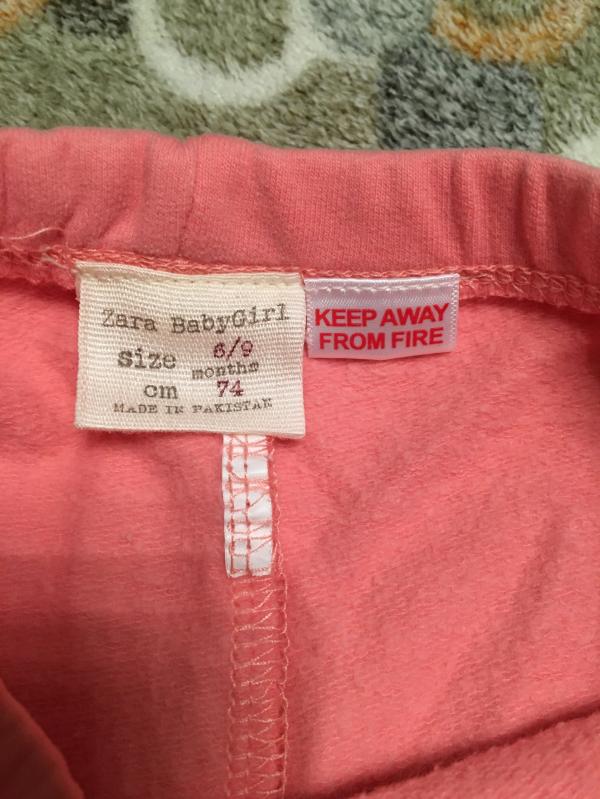 Zara BabyGirl
size 6/9
months
cm 74
MADE IN PAKISTAN
KEEP AWAY
FROM FIRE